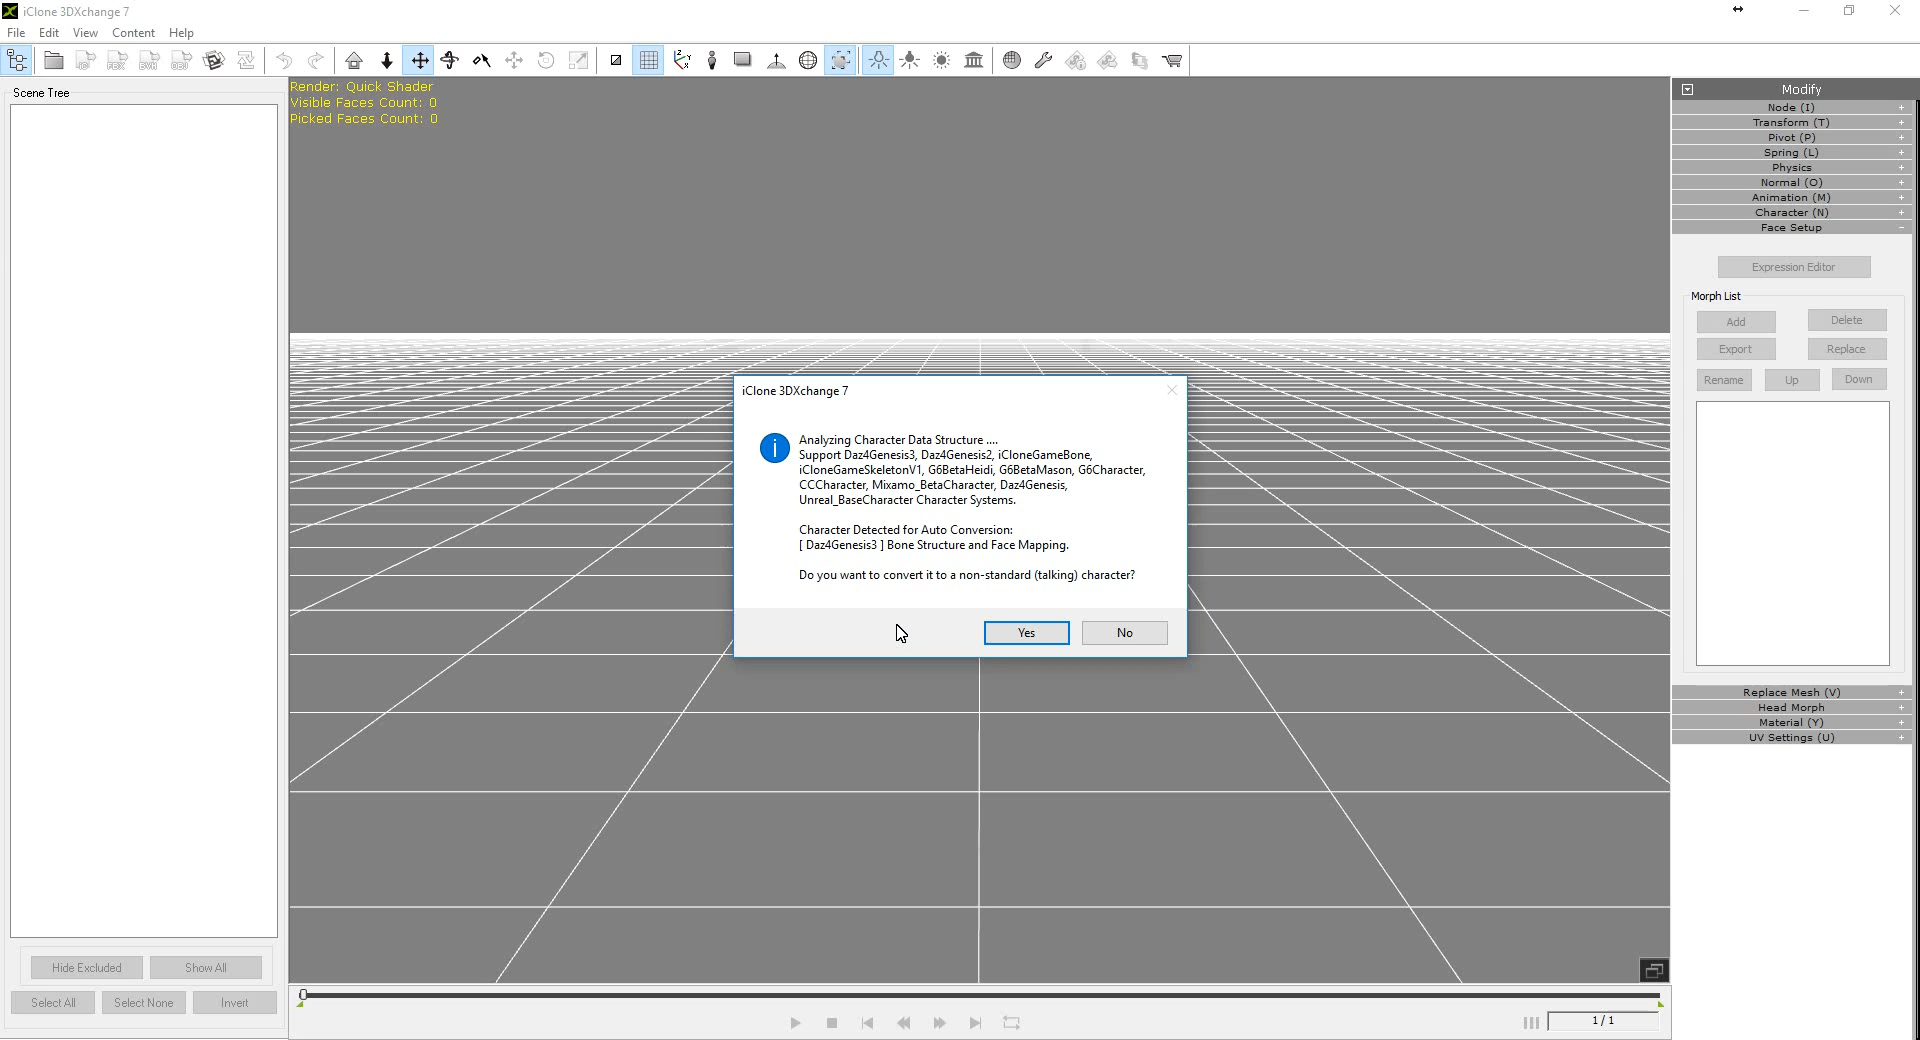 iClone 3DXchange 7
File Edit View Content Help
Scene Tree
Render: Quick Shader
Visible Faces Count: 0
Picked Faces Count: 0
Modify
Node (I) +
Transform (T) +
Pivot (P) +
Spring (L) +
Physics +
Normal (O) +
Animation (M) +
Character (N) +
Face Setup -
Expression Editor
Morph List
Add Delete
Export Replace
Rename Up Down
Replace Mesh (V) +
Head Morph +
Material (Y) +
UV Settings (U) +
iClone 3DXchange 7
Analyzing Character Data Structure ....
Support Daz4Genesis3, Daz4Genesis2, iCloneGameBone,
iCloneGameSkeletonV1, G6BetaHeidi, G6BetaMason, G6Character,
CCCharacter, Mixamo_BetaCharacter, Daz4Genesis,
Unreal_BaseCharacter Character Systems.
Character Detected for Auto Conversion:
[ Daz4Genesis3 ] Bone Structure and Face Mapping.
Do you want to convert it to a non-standard (talking) character?
Yes No
Hide Excluded Show All
Select All Select None Invert
1 / 1